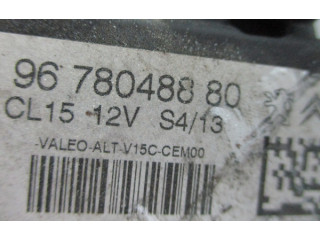 96 780488 80
CL15 12V S4/13
-VALEO-ALT-V15C-CEM00